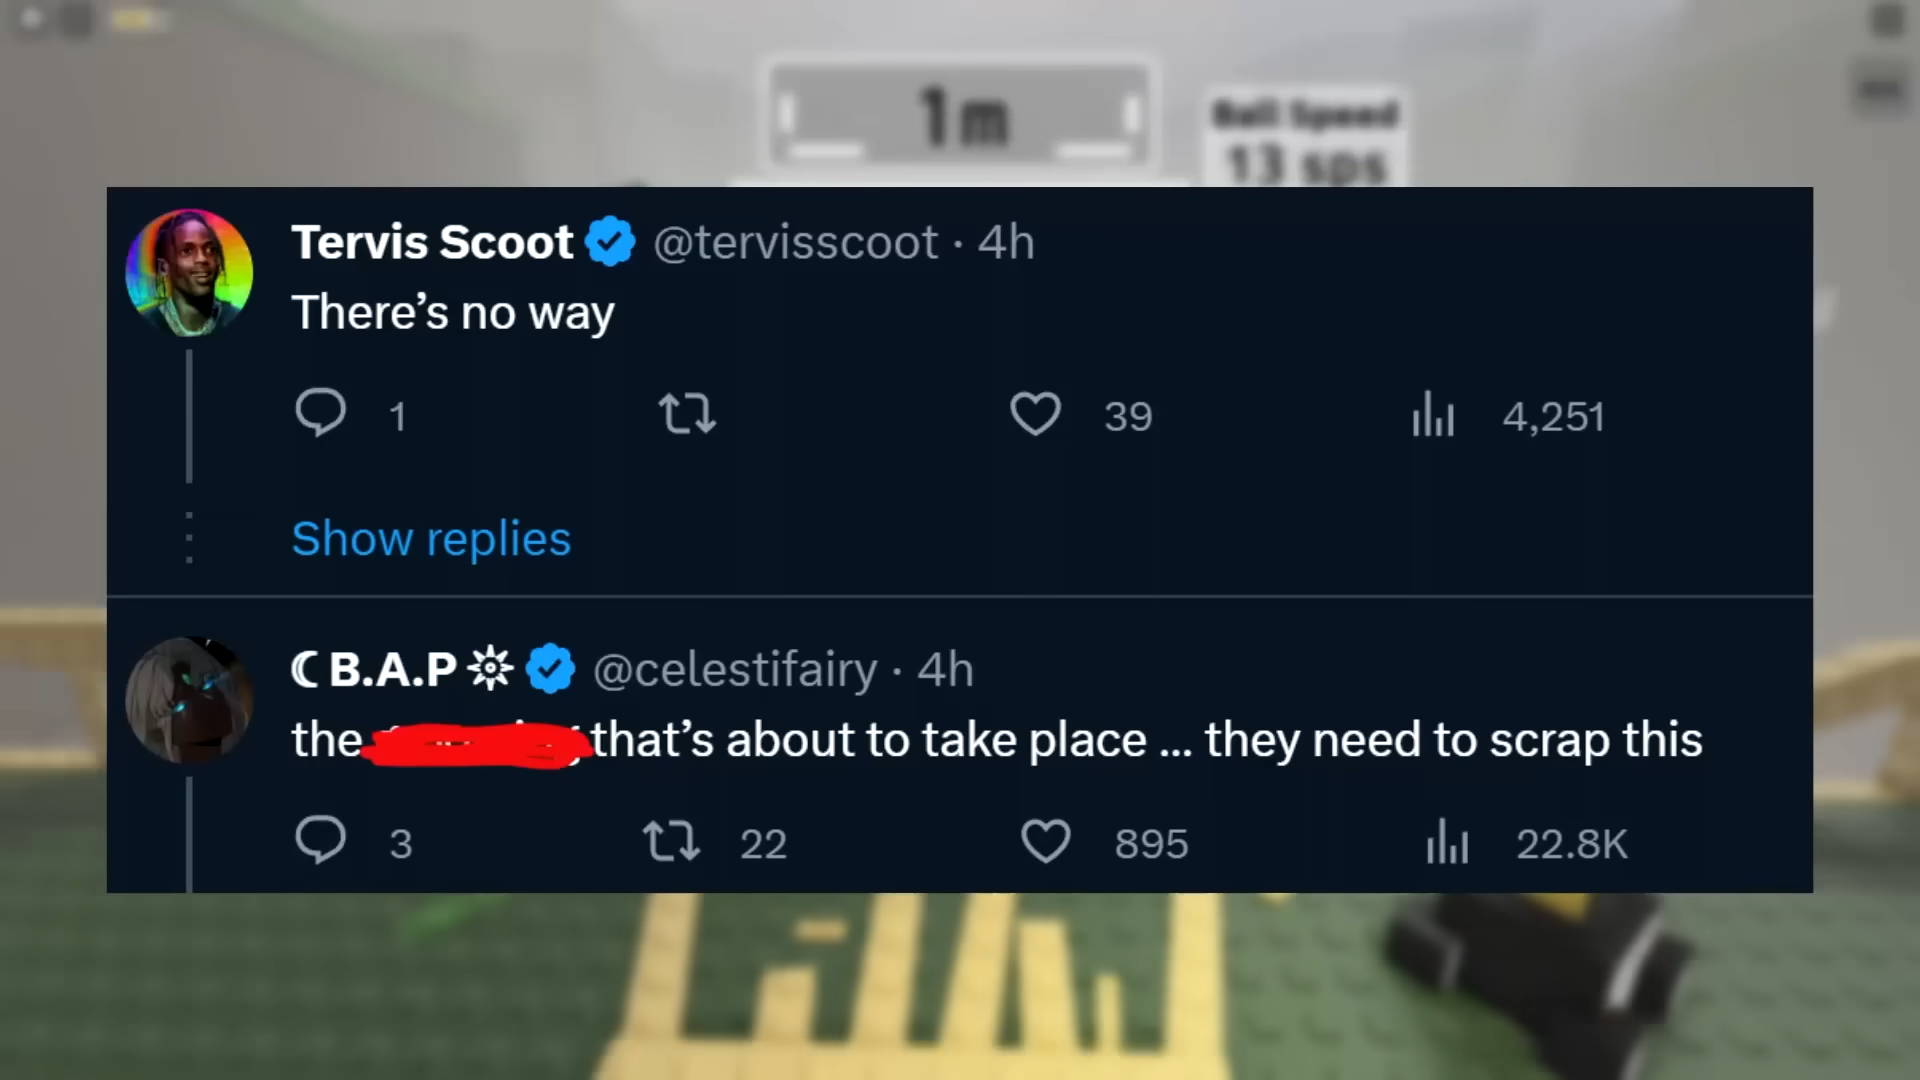 1m
Ball Speed
13 sps
Tervis Scoot @tervisscoot · 4h
There’s no way
1 39 4,251
Show replies
☾ B.A.P @celestifairy · 4h
the that’s about to take place ... they need to scrap this
3 22 895 22.8K